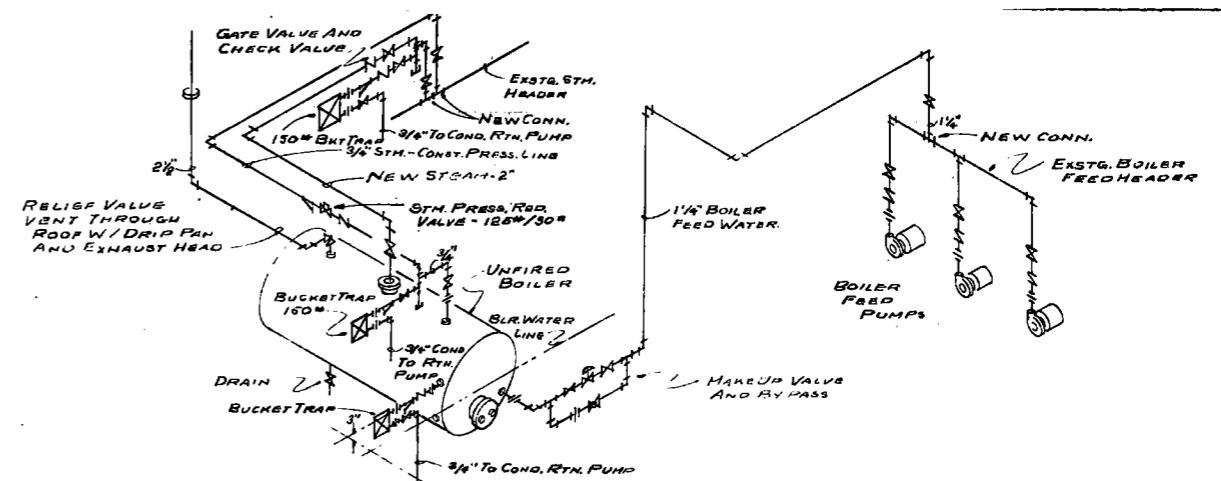 GATE VALVE AND
CHECK VALVE
EXSTG. STM.
HEADER
NEW CONN.
150# BKT TRAP
3/4" TO COND. RTN. PUMP
3/4" STM.-CONST. PRESS. LINE
NEW STEAM-2"
2½"
RELIEF VALVE
VENT THROUGH
ROOF W/ DRIP PAN
AND EXHAUST HEAD
STM. PRESS. RED.
VALVE - 125#/30#
3/4"
UNFIRED
BOILER
BUCKET TRAP
150#
BLR. WATER
LINE
3/4" COND
TO RTN.
PUMP
DRAIN
BUCKET TRAP
3"
3/4" TO COND. RTN. PUMP
1¼" BOILER
FEED WATER.
MAKEUP VALVE
AND BYPASS
1¼"
NEW CONN.
EXSTG. BOILER
FEED HEADER
BOILER
FEED
PUMPS